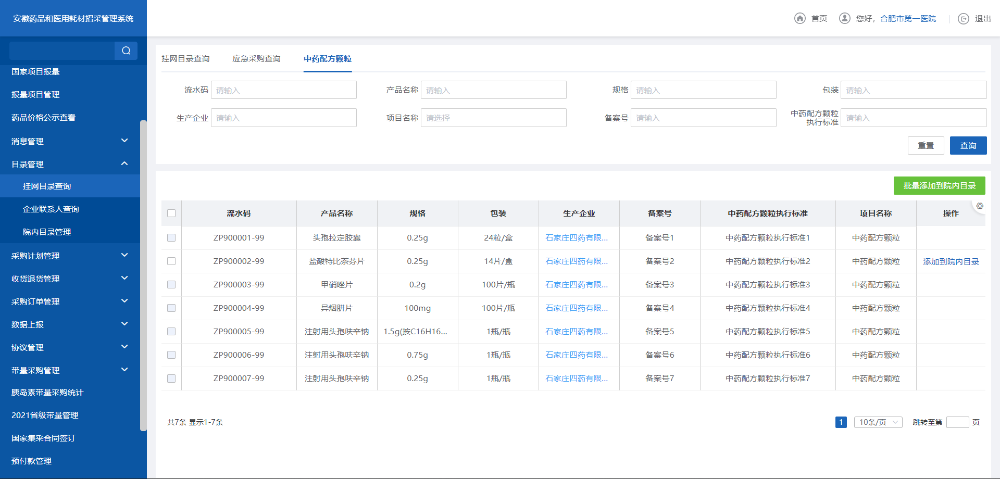 安徽药品和医用耗材招采管理系统
首页 您好，合肥市第一医院 退出
国家项目报量
报量项目管理
药品价格公示查看
消息管理
目录管理
挂网目录查询
企业联系人查询
院内目录管理
采购计划管理
收货退货管理
采购订单管理
数据上报
协议管理
带量采购管理
胰岛素带量采购统计
2021省级带量管理
国家集采合同签订
预付款管理
挂网目录查询 应急采购查询 中药配方颗粒
流水码 请输入 产品名称 请输入 规格 请输入 包装 请输入
生产企业 请输入 项目名称 请选择 备案号 请输入 中药配方颗粒
执行标准 请输入
重置 查询
批量添加到院内目录
流水码 产品名称 规格 包装 生产企业 备案号 中药配方颗粒执行标准 项目名称 操作
ZP900001-99 头孢拉定胶囊 0.25g 24粒/盒 石家庄四药有限... 备案号1 中药配方颗粒执行标准1 中药配方颗粒
ZP900002-99 盐酸特比萘芬片 0.25g 14片/盒 石家庄四药有限... 备案号2 中药配方颗粒执行标准2 中药配方颗粒 添加到院内目录
ZP900003-99 甲硝唑片 0.2g 100片/瓶 石家庄四药有限... 备案号3 中药配方颗粒执行标准3 中药配方颗粒
ZP900004-99 异烟肼片 100mg 100片/瓶 石家庄四药有限... 备案号4 中药配方颗粒执行标准4 中药配方颗粒
ZP900005-99 注射用头孢呋辛钠 1.5g(按C16H16... 1瓶/瓶 石家庄四药有限... 备案号5 中药配方颗粒执行标准5 中药配方颗粒
ZP900006-99 注射用头孢呋辛钠 0.75g 1瓶/瓶 石家庄四药有限... 备案号6 中药配方颗粒执行标准6 中药配方颗粒
ZP900007-99 注射用头孢呋辛钠 0.25g 1瓶/瓶 石家庄四药有限... 备案号7 中药配方颗粒执行标准7 中药配方颗粒
共7条 显示1-7条 1 10条/页 跳转至第 页